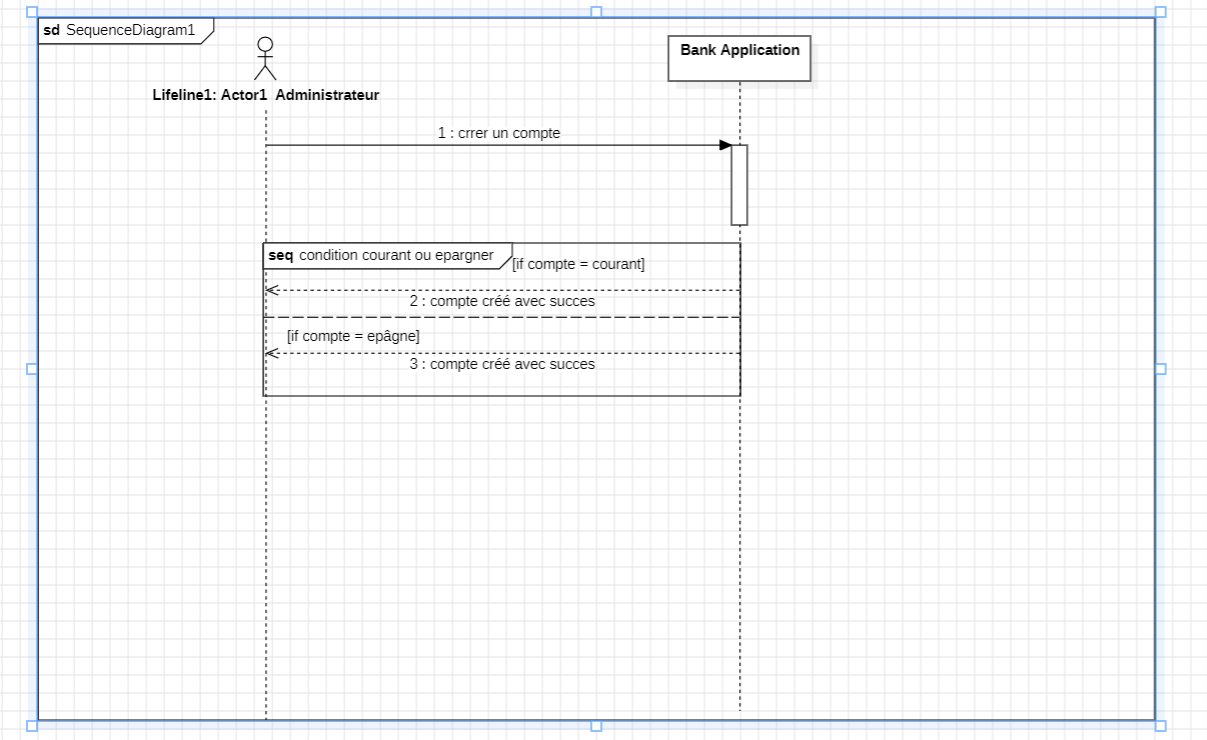 sd SequenceDiagram1
Bank Application
Lifeline1: Actor1 Administrateur
1 : crrer un compte
seq condition courant ou epargner
[if compte = courant]
2 : compte créé avec succes
[if compte = epâgne]
3 : compte créé avec succes